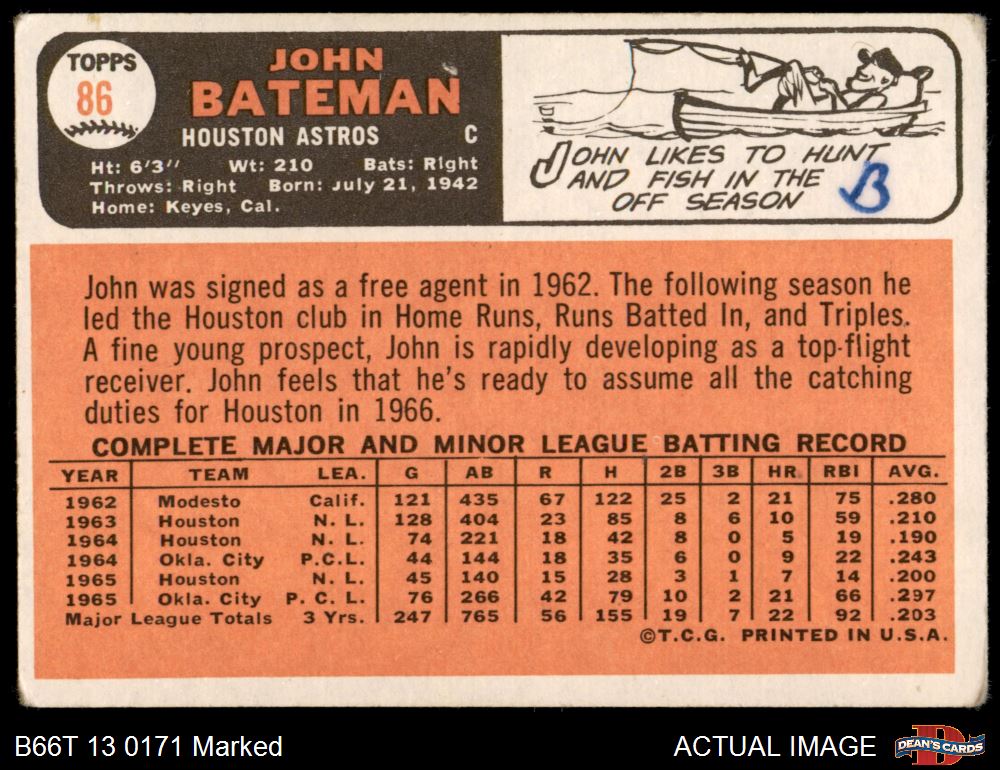 TOPPS
86
JOHN
BATEMAN
HOUSTON ASTROS C
Ht: 6'3'' Wt: 210 Bats: Right
Throws: Right Born: July 21, 1942
Home: Keyes, Cal.
JOHN LIKES TO HUNT
AND FISH IN THE
OFF SEASON
B
John was signed as a free agent in 1962. The following season he
led the Houston club in Home Runs, Runs Batted In, and Triples.
A fine young prospect, John is rapidly developing as a top-flight
receiver. John feels that he's ready to assume all the catching
duties for Houston in 1966.
COMPLETE MAJOR AND MINOR LEAGUE BATTING RECORD
YEAR TEAM LEA. G AB R H 2B 3B HR RBI AVG.
1962 Modesto Calif. 121 435 67 122 25 2 21 75 .280
1963 Houston N. L. 128 404 23 85 8 6 10 59 .210
1964 Houston N. L. 74 221 18 42 8 0 5 19 .190
1964 Okla. City P.C.L. 44 144 18 35 6 0 9 22 .243
1965 Houston N. L. 45 140 15 28 3 1 7 14 .200
1965 Okla. City P. C. L. 76 266 42 79 10 2 21 66 .297
Major League Totals 3 Yrs. 247 765 56 155 19 7 22 92 .203
©T.C.G. PRINTED IN U.S.A.
B66T 13 0171 Marked
ACTUAL IMAGE
DEAN'S CARDS